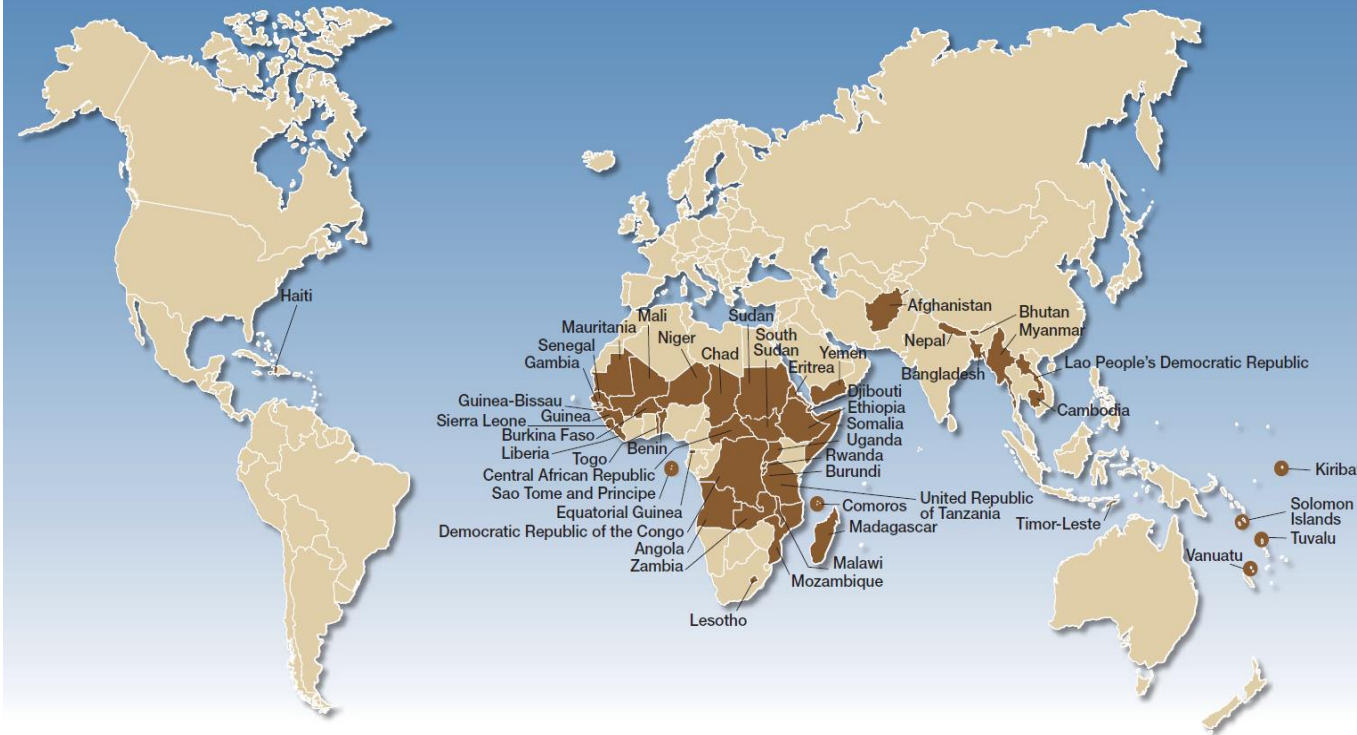 Haiti
Mauritania
Mali
Sudan
Senegal
Niger
South
Sudan
Gambia
Chad
Eritrea
Yemen
Afghanistan
Bhutan
Nepal
Myanmar
Bangladesh
Lao People's Democratic Republic
Cambodia
Djibouti
Ethiopia
Somalia
Uganda
Rwanda
Burundi
Guinea-Bissau
Guinea
Sierra Leone
Burkina Faso
Liberia
Togo
Benin
Central African Republic
Sao Tome and Principe
Equatorial Guinea
Democratic Republic of the Congo
Angola
Zambia
United Republic
of Tanzania
Comoros
Madagascar
Malawi
Mozambique
Lesotho
Timor-Leste
Kiriba
Solomon
Islands
Tuvalu
Vanuatu